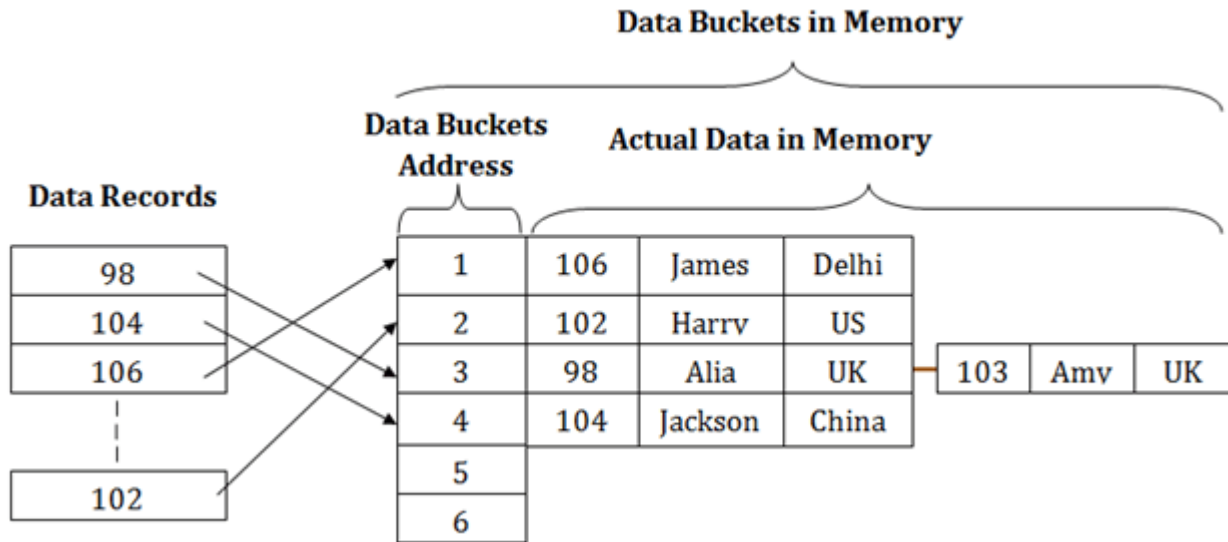 Data Buckets in Memory
Data Buckets Address
Actual Data in Memory
Data Records
98
104
106
102
1 106 James Delhi
2 102 Harry US
3 98 Alia UK 103 Amy UK
4 104 Jackson China
5
6